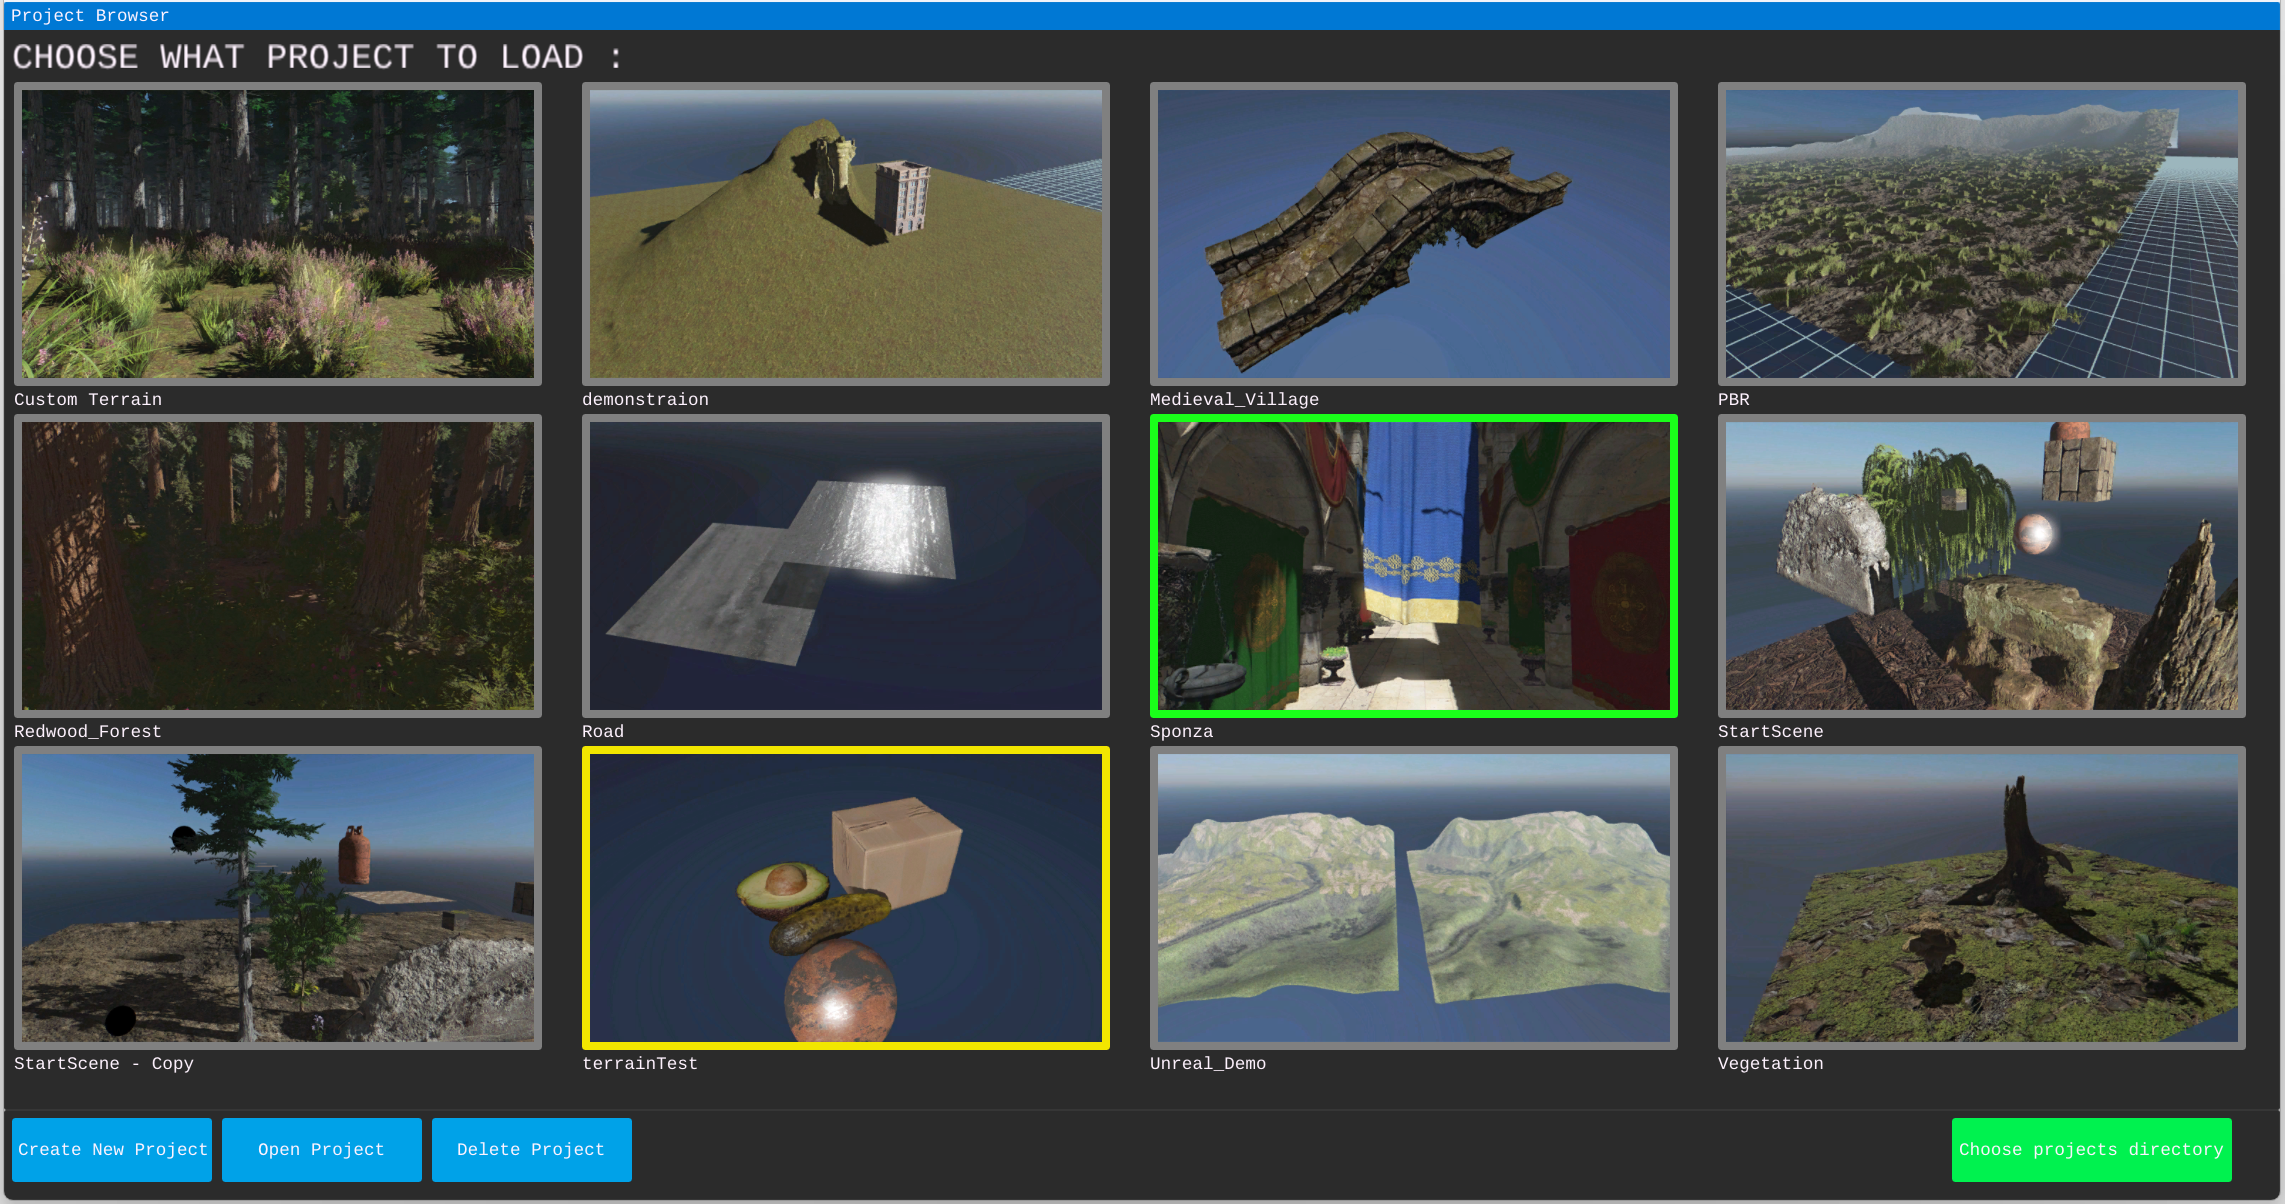 Project Browser
CHOOSE WHAT PROJECT TO LOAD :
Custom Terrain
demonstraion
Medieval_Village
PBR
Redwood_Forest
Road
Sponza
StartScene
StartScene - Copy
terrainTest
Unreal_Demo
Vegetation
Create New Project
Open Project
Delete Project
Choose projects directory